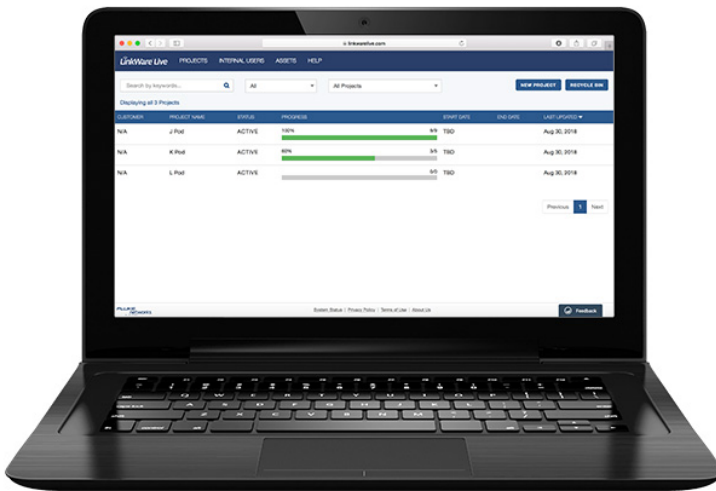 linkwarelive.com
LinkWare Live PROJECTS INTERNAL USERS ASSETS HELP
Search by keywords... All All Projects NEW PROJECT RECYCLE BIN
Displaying all 3 Projects
CUSTOMER PROJECT NAME STATUS PROGRESS START DATE END DATE LAST UPDATED
N/A J Pod ACTIVE 100% TBD Aug 30, 2018
N/A K Pod ACTIVE 60% 3/5 TBD Aug 30, 2018
N/A L Pod ACTIVE TBD Aug 30, 2018
Previous 1 Next
FLUKE networks System Status | Privacy Policy | Terms of Use | About Us Feedback